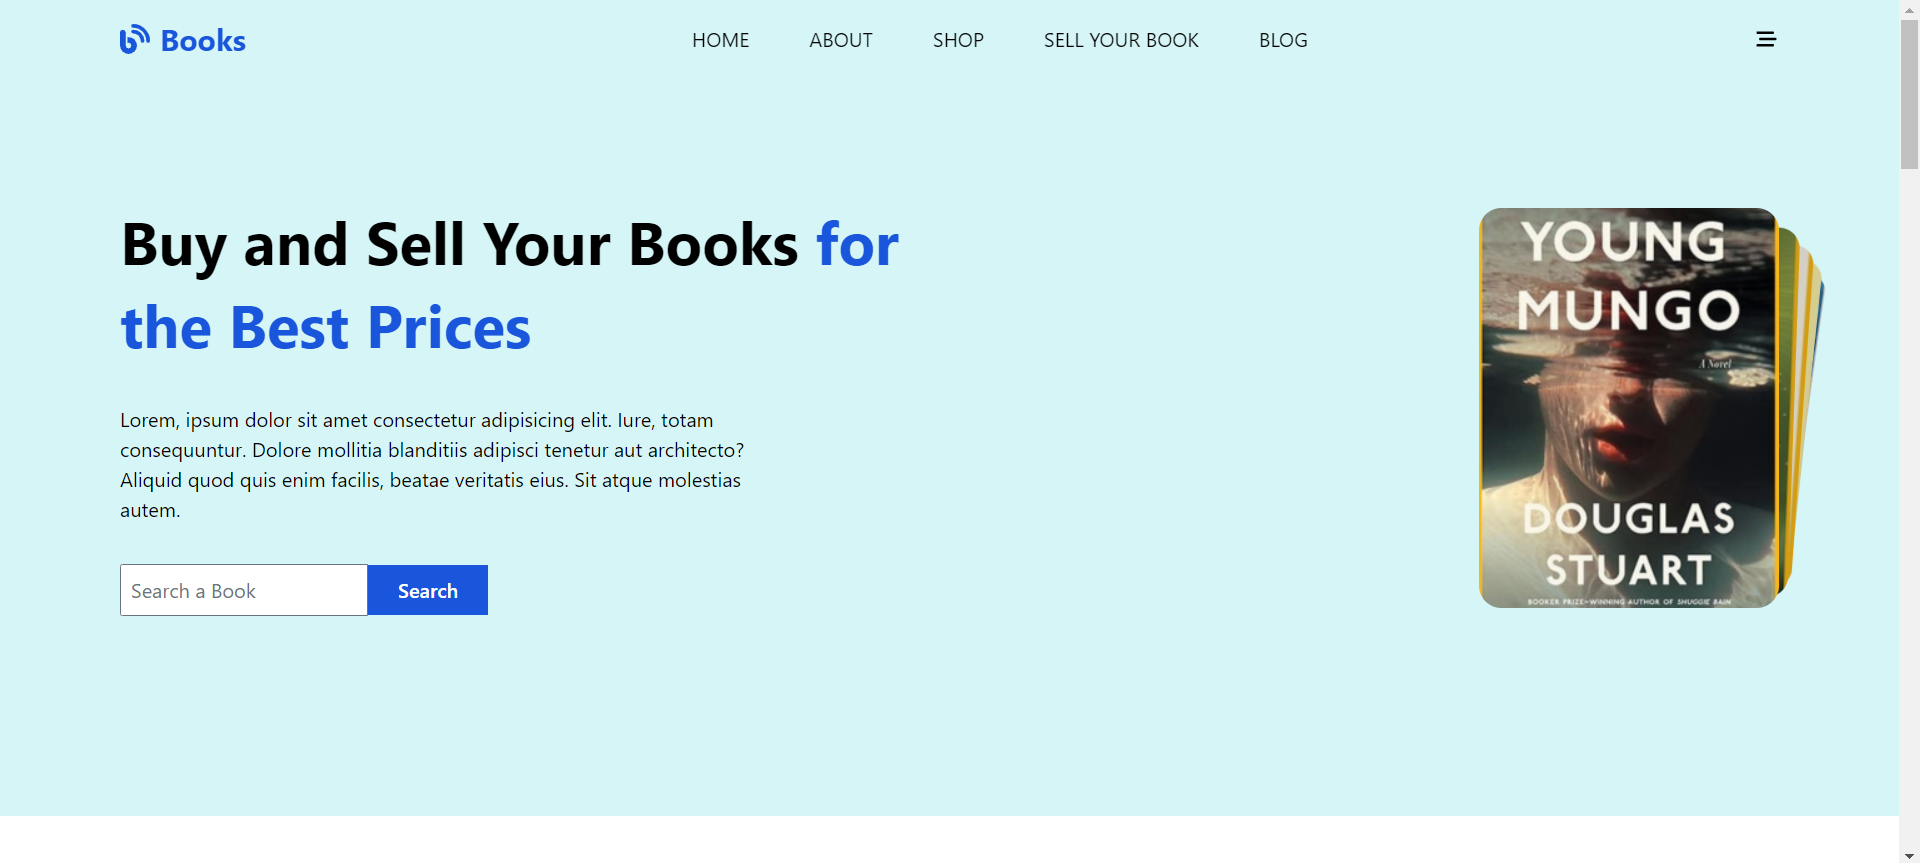 Books
HOME ABOUT SHOP SELL YOUR BOOK BLOG
Buy and Sell Your Books for
the Best Prices
Lorem, ipsum dolor sit amet consectetur adipisicing elit. Iure, totam
consequuntur. Dolore mollitia blanditiis adipisci tenetur aut architecto?
Aliquid quod quis enim facilis, beatae veritatis eius. Sit atque molestias
autem.
Search a Book Search
YOUNG
MUNGO
A Novel
DOUGLAS
STUART
BOOKER PRIZE–WINNING AUTHOR OF SHUGGIE BAIN